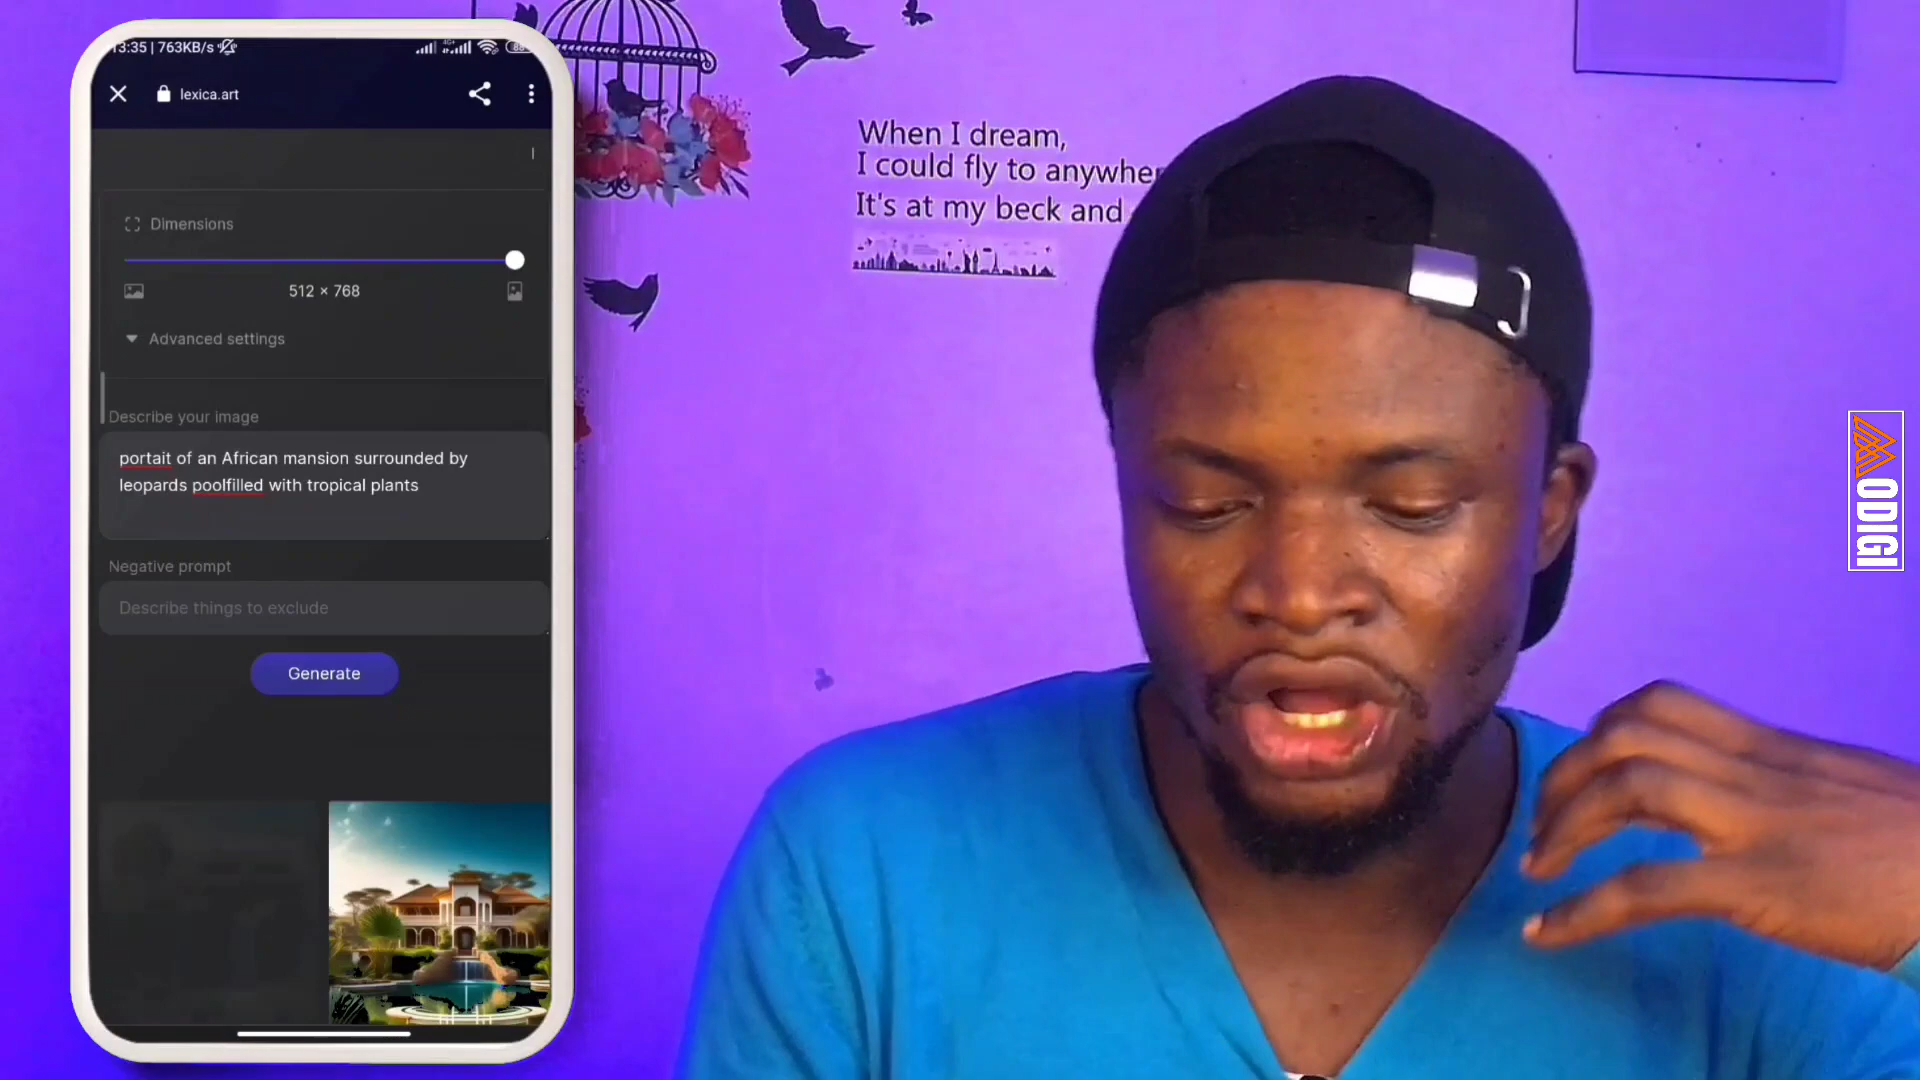 13:35 | 763KB/s
lexica.art
Dimensions
512 × 768
Advanced settings
Describe your image
portait of an African mansion surrounded by
leopards poolfilled with tropical plants
Negative prompt
Describe things to exclude
Generate
When I dream,
I could fly to anywhe
It's at my beck and
ODIGI